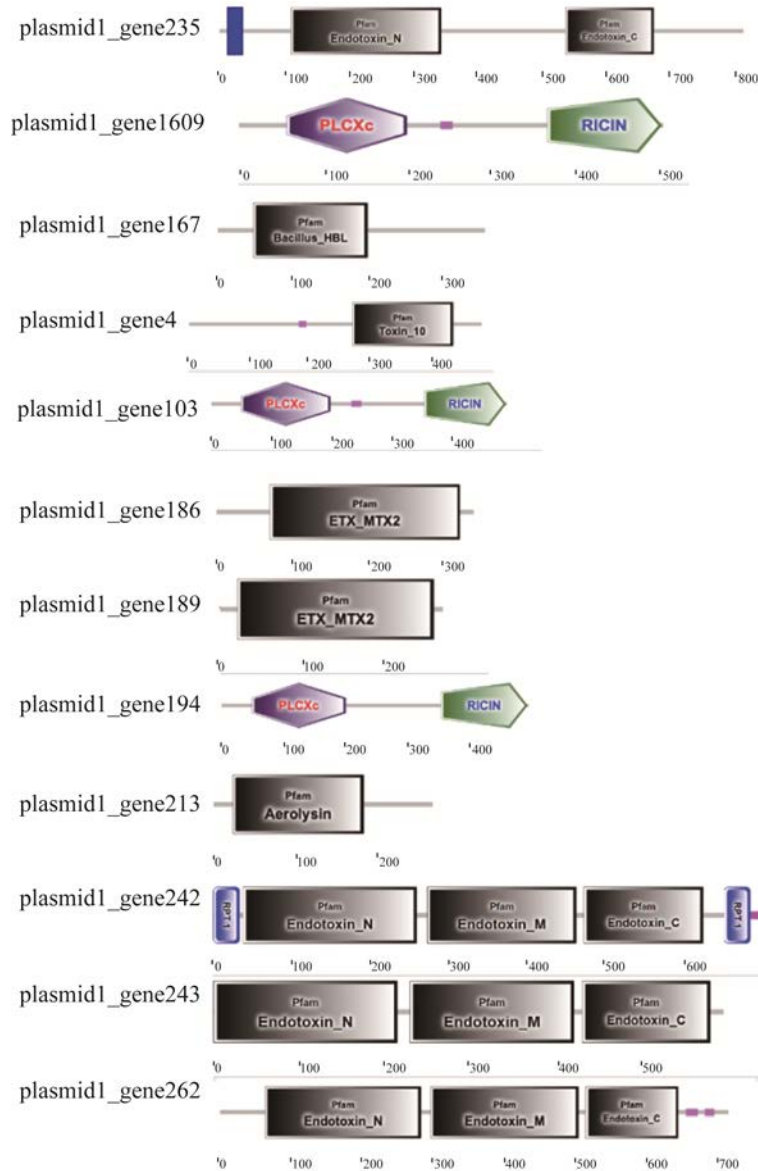 plasmid1_gene235
Pfam Pfam
Endotoxin_N Endotoxin_C
0 100 200 300 400 500 600 700 800
plasmid1_gene1609
PLCXc RICIN
0 100 200 300 400 500
plasmid1_gene167
Pfam
Bacillus_HBL
0 100 200 300
plasmid1_gene4
Pfam
Toxin_10
0 100 200 300 400
plasmid1_gene103
PLCXc RICIN
0 100 200 300 400
plasmid1_gene186
Pfam
ETX_MTX2
0 100 200 300
plasmid1_gene189
Pfam
ETX_MTX2
0 100 200
plasmid1_gene194
PLCXc RICIN
0 100 200 300 400
plasmid1_gene213
Pfam
Aerolysin
0 100 200
plasmid1_gene242
RPT-1 Pfam Pfam Pfam RPT-1
Endotoxin_N Endotoxin_M Endotoxin_C
0 100 200 300 400 500 600
plasmid1_gene243
Pfam Pfam Pfam
Endotoxin_N Endotoxin_M Endotoxin_C
0 100 200 300 400 500
plasmid1_gene262
Pfam Pfam Pfam
Endotoxin_N Endotoxin_M Endotoxin_C
0 100 200 300 400 500 600 700